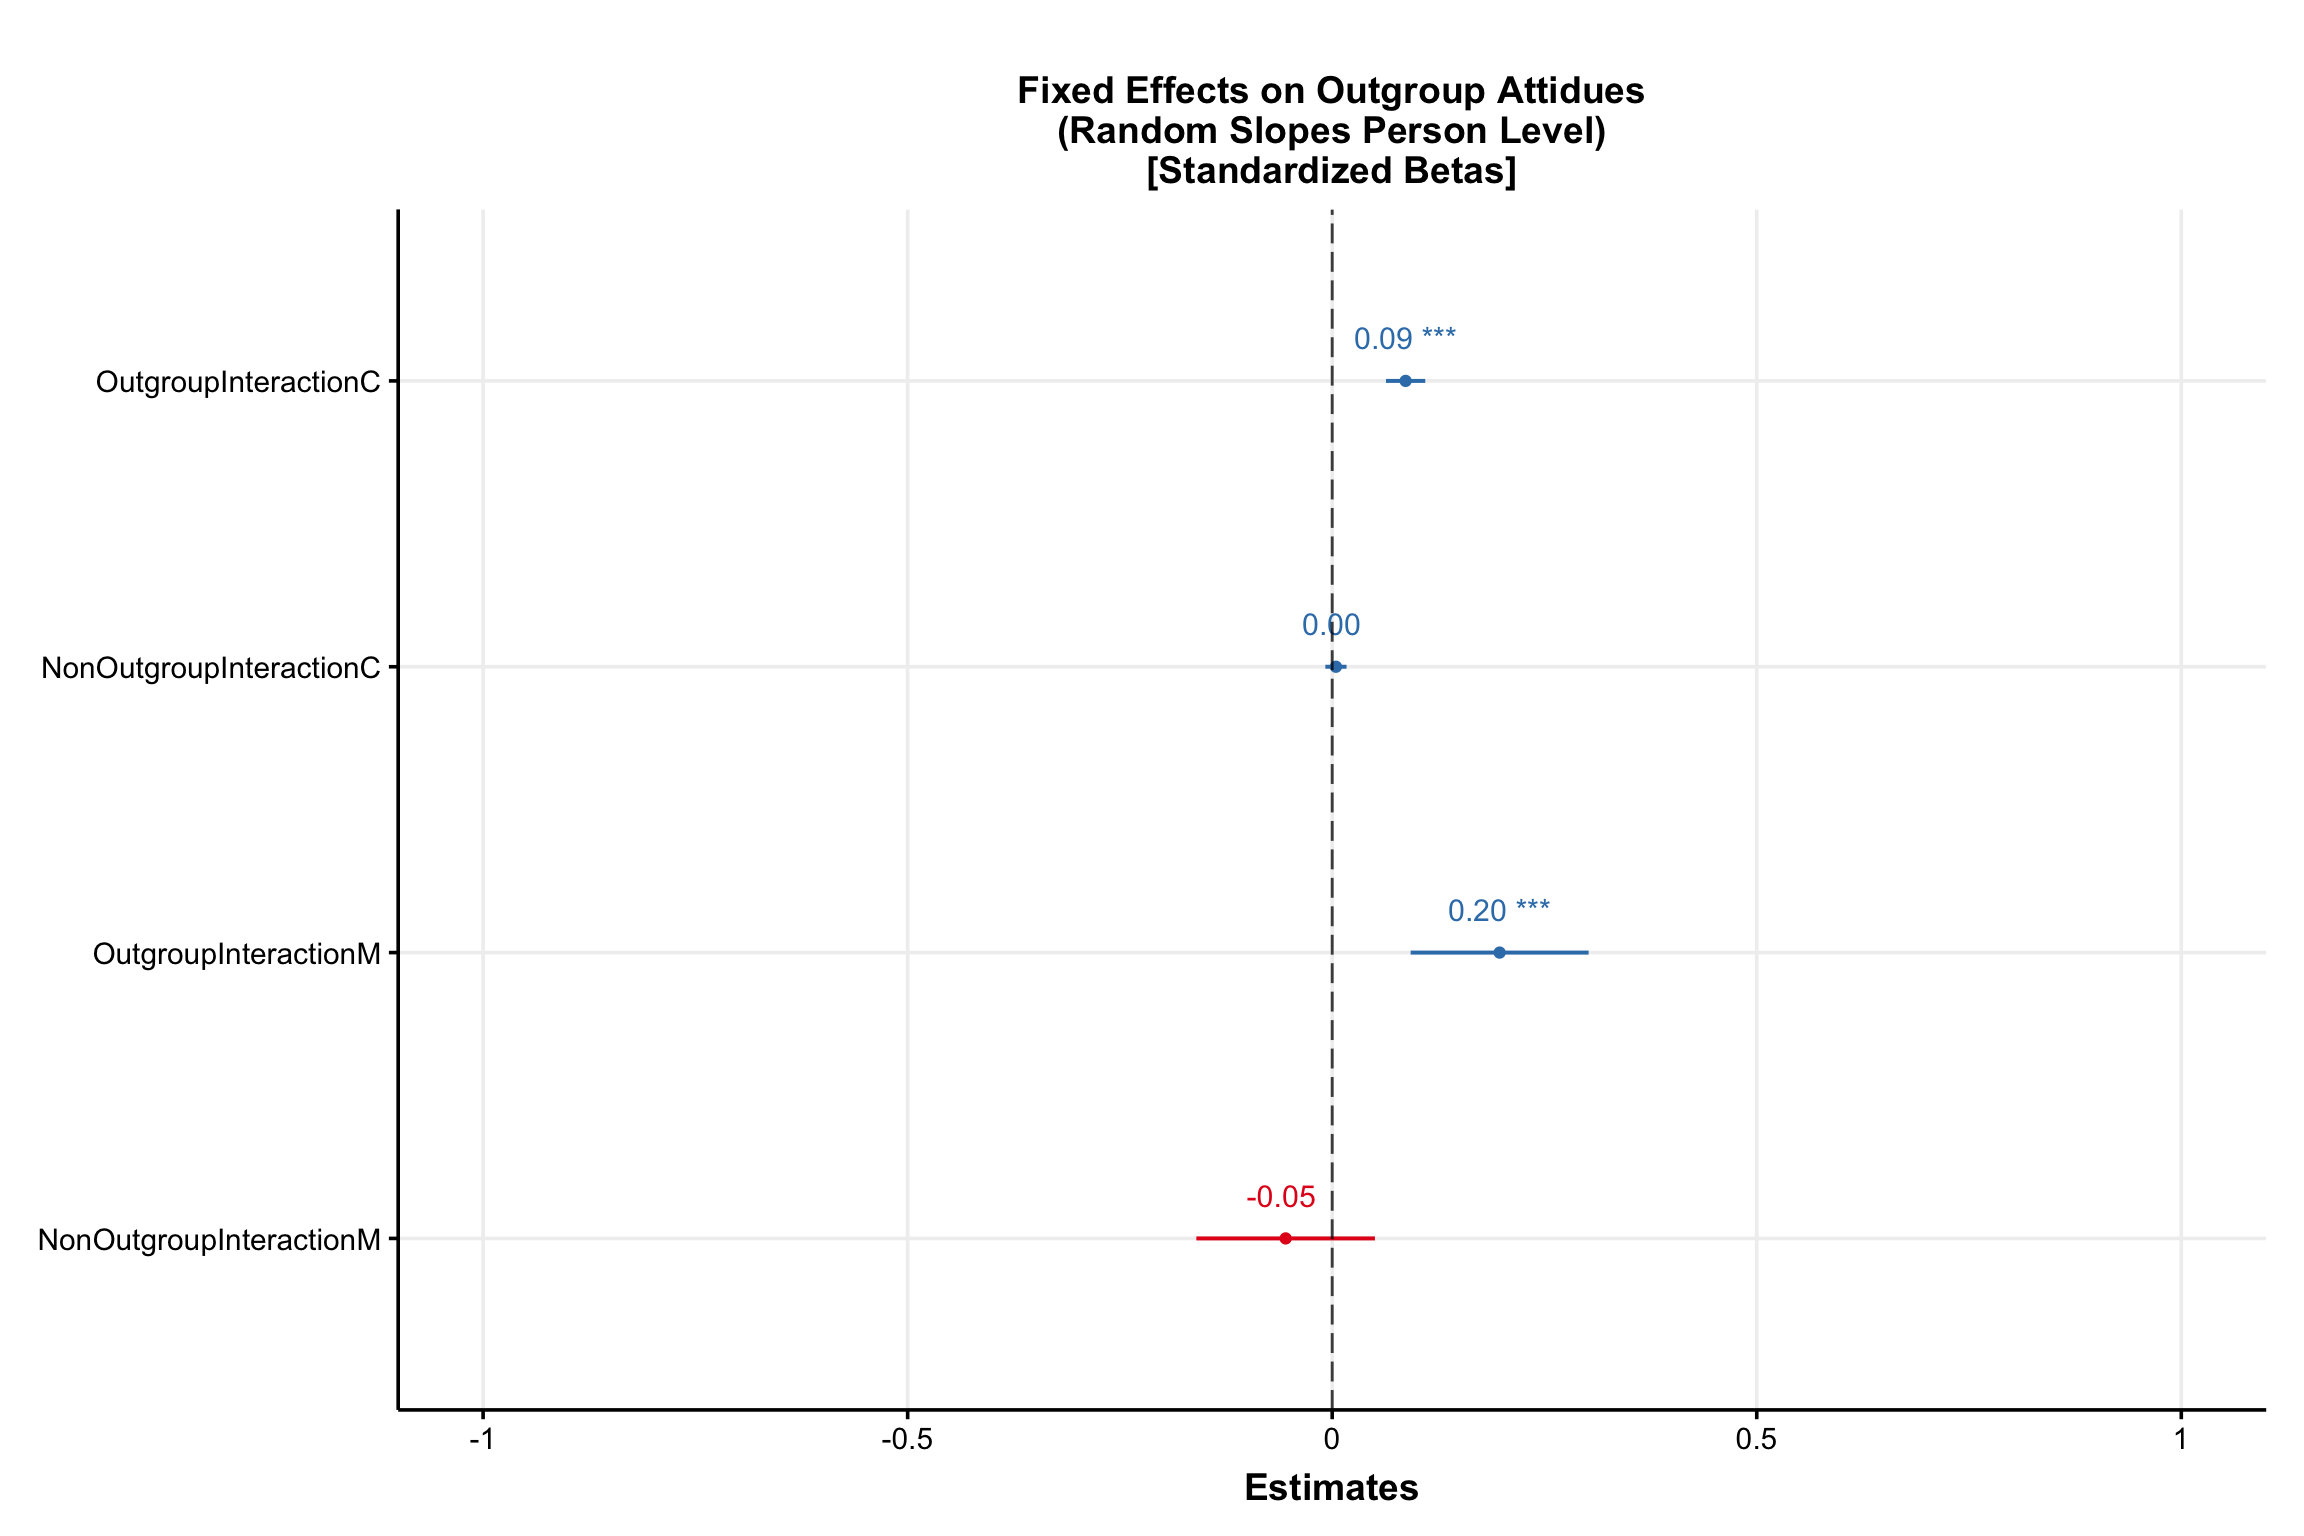 Fixed Effects on Outgroup Attidues
(Random Slopes Person Level)
[Standardized Betas]
OutgroupInteractionC
0.09 ***
NonOutgroupInteractionC
0.00
OutgroupInteractionM
0.20 ***
NonOutgroupInteractionM
-0.05
-1
-0.5
0
0.5
1
Estimates